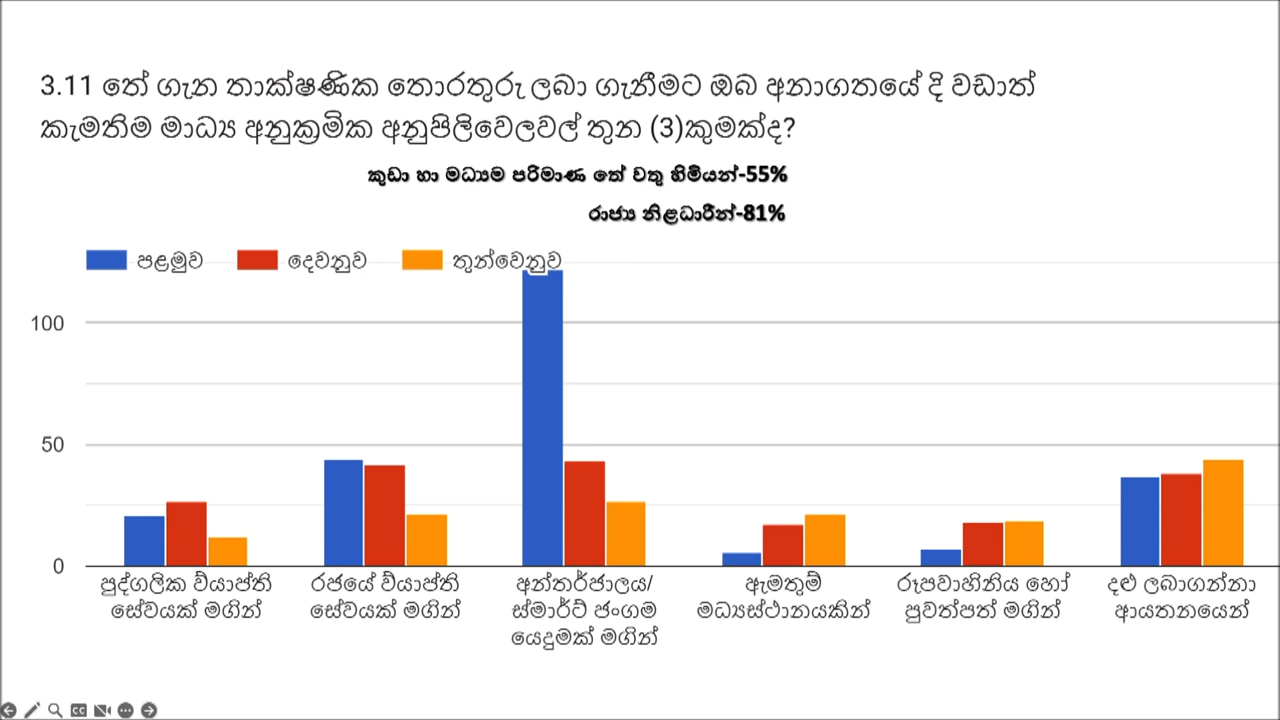 3.11 තේ ගැන තාක්ෂණික තොරතුරු ලබා ගැනීමට ඔබ අනාගතයේ දි වඩාත්
කැමතිම මාධ්‍ය අනුක්‍රමික අනුපිලිවෙලවල් තුන (3)කුමක්ද?
කුඩා හා මධ්‍යම පරිමාණ තේ වතු හිමියන්-55%
රාජ්‍ය නිළධාරීන්-81%
පළමුව දෙවනුව තුන්වෙනුව
100
50
0
පුද්ගලික ව්යාප්ති
සේවයක් මගින්
රජයේ ව්යාප්ති
සේවයක් මගින්
අන්තර්ජාලය/
ස්මාර්ට් ජංගම
යෙදුමක් මගින්
ඇමතුම්
මධ්‍යස්ථානයකින්
රූපවාහිනිය හෝ
පුවත්පත් මගින්
දළු ලබාගන්නා
ආයතනයෙන්
CC